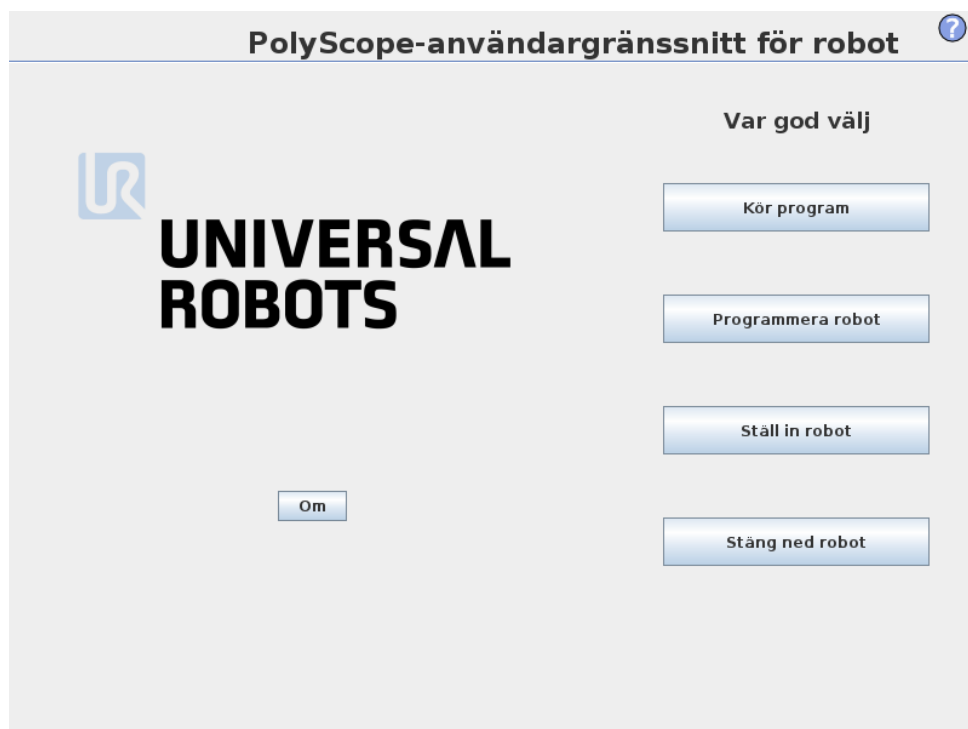 PolyScope-användargränssnitt för robot
?
Var god välj
UR
UNIVERSAL
ROBOTS
Kör program
Programmera robot
Ställ in robot
Om
Stäng ned robot